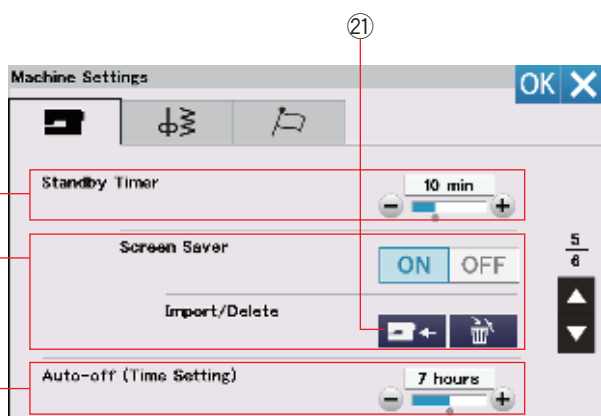 ㉑
Machine Settings
OK
Standby Timer
10 min
Screen Saver
ON OFF
5
6
Import/Delete
Auto-off (Time Setting)
7 hours